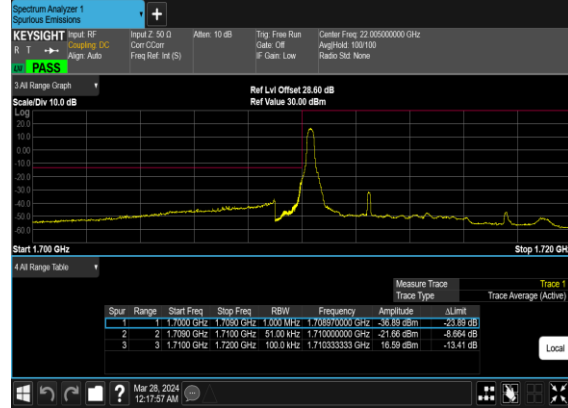 Spectrum Analyzer 1
Spurious Emissions
+
KEYSIGHT Input: RF Input Z: 50 Ω Atten: 10 dB Trig: Free Run Center Freq: 22.005000000 GHz
R T Coupling: DC Corr CCorr Gate: Off Avg|Hold: 100/100
Align: Auto Freq Ref: Int (S) IF Gain: Low Radio Std: None
PASS
3 All Range Graph
Ref Lvl Offset 28.60 dB
Scale/Div 10.0 dB Ref Value 30.00 dBm
Log
20.0
10.0
0.00
-10.0
-20.0
-30.0
-40.0
-50.0
-60.0
Start 1.700 GHz Stop 1.720 GH
4 All Range Table
Measure Trace Trace 1
Trace Type Trace Average (Active)
Spur Range Start Freq Stop Freq RBW Frequency Amplitude ΔLimit
1 1 1.7000 GHz 1.7090 GHz 1.000 MHz 1.708970000 GHz -36.89 dBm -23.89 dB
2 2 1.7090 GHz 1.7100 GHz 51.00 kHz 1.710000000 GHz -21.66 dBm -8.664 dB
3 3 1.7100 GHz 1.7200 GHz 100.0 kHz 1.710333333 GHz 16.59 dBm -13.41 dB
Local
? Mar 28, 2024
12:17:57 AM